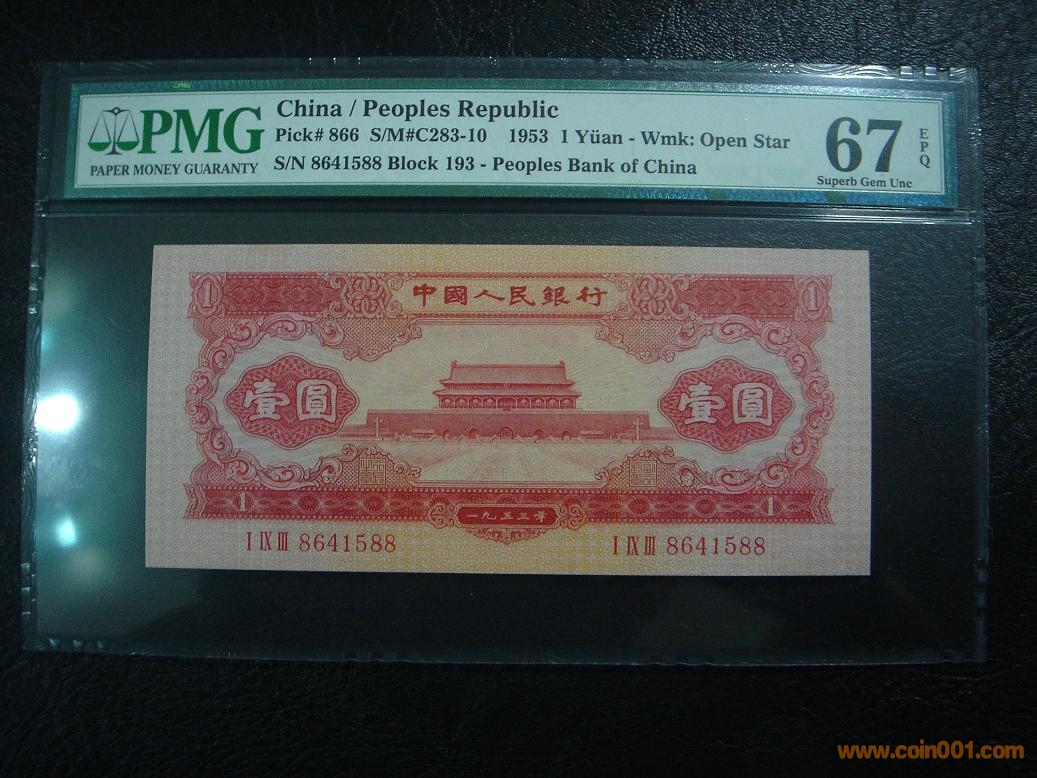 PMG
PAPER MONEY GUARANTY
China / Peoples Republic
Pick# 866 S/M#C283-10 1953 1 Yüan - Wmk: Open Star
S/N 8641588 Block 193 - Peoples Bank of China
67
EPQ
Superb Gem Unc
1 中國人民銀行 1
壹圓 壹圓
1 1
一九五三年
I IX III 8641588 I IX III 8641588
www.coin001.com